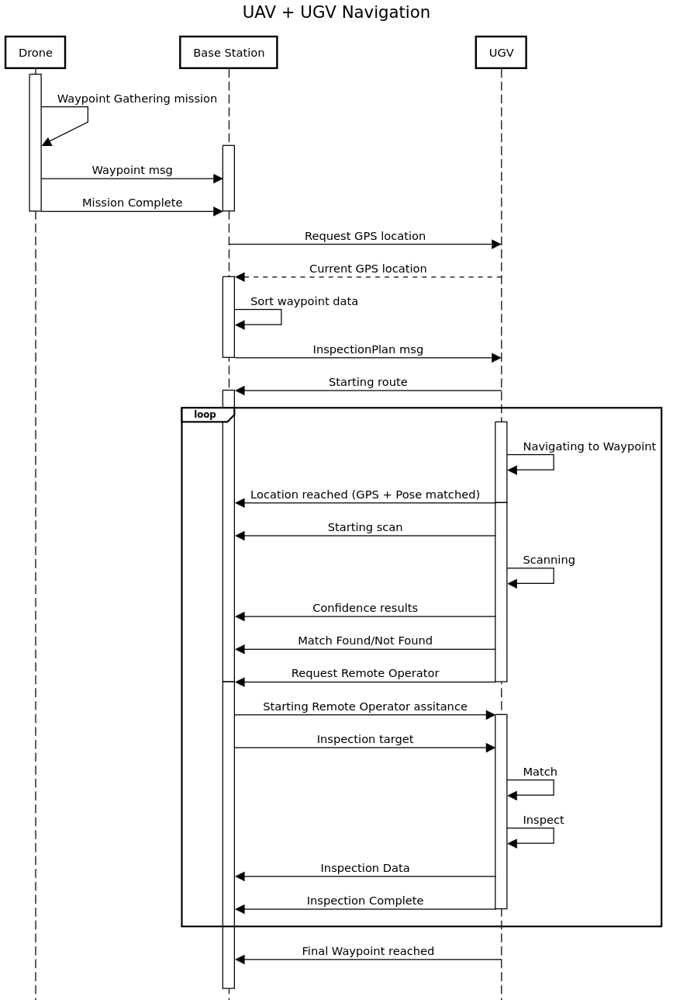 UAV + UGV Navigation
Drone
Base Station
UGV
Waypoint Gathering mission
Waypoint msg
Mission Complete
Request GPS location
Current GPS location
Sort waypoint data
InspectionPlan msg
Starting route
loop
Navigating to Waypoint
Location reached (GPS + Pose matched)
Starting scan
Scanning
Confidence results
Match Found/Not Found
Request Remote Operator
Starting Remote Operator assitance
Inspection target
Match
Inspect
Inspection Data
Inspection Complete
Final Waypoint reached